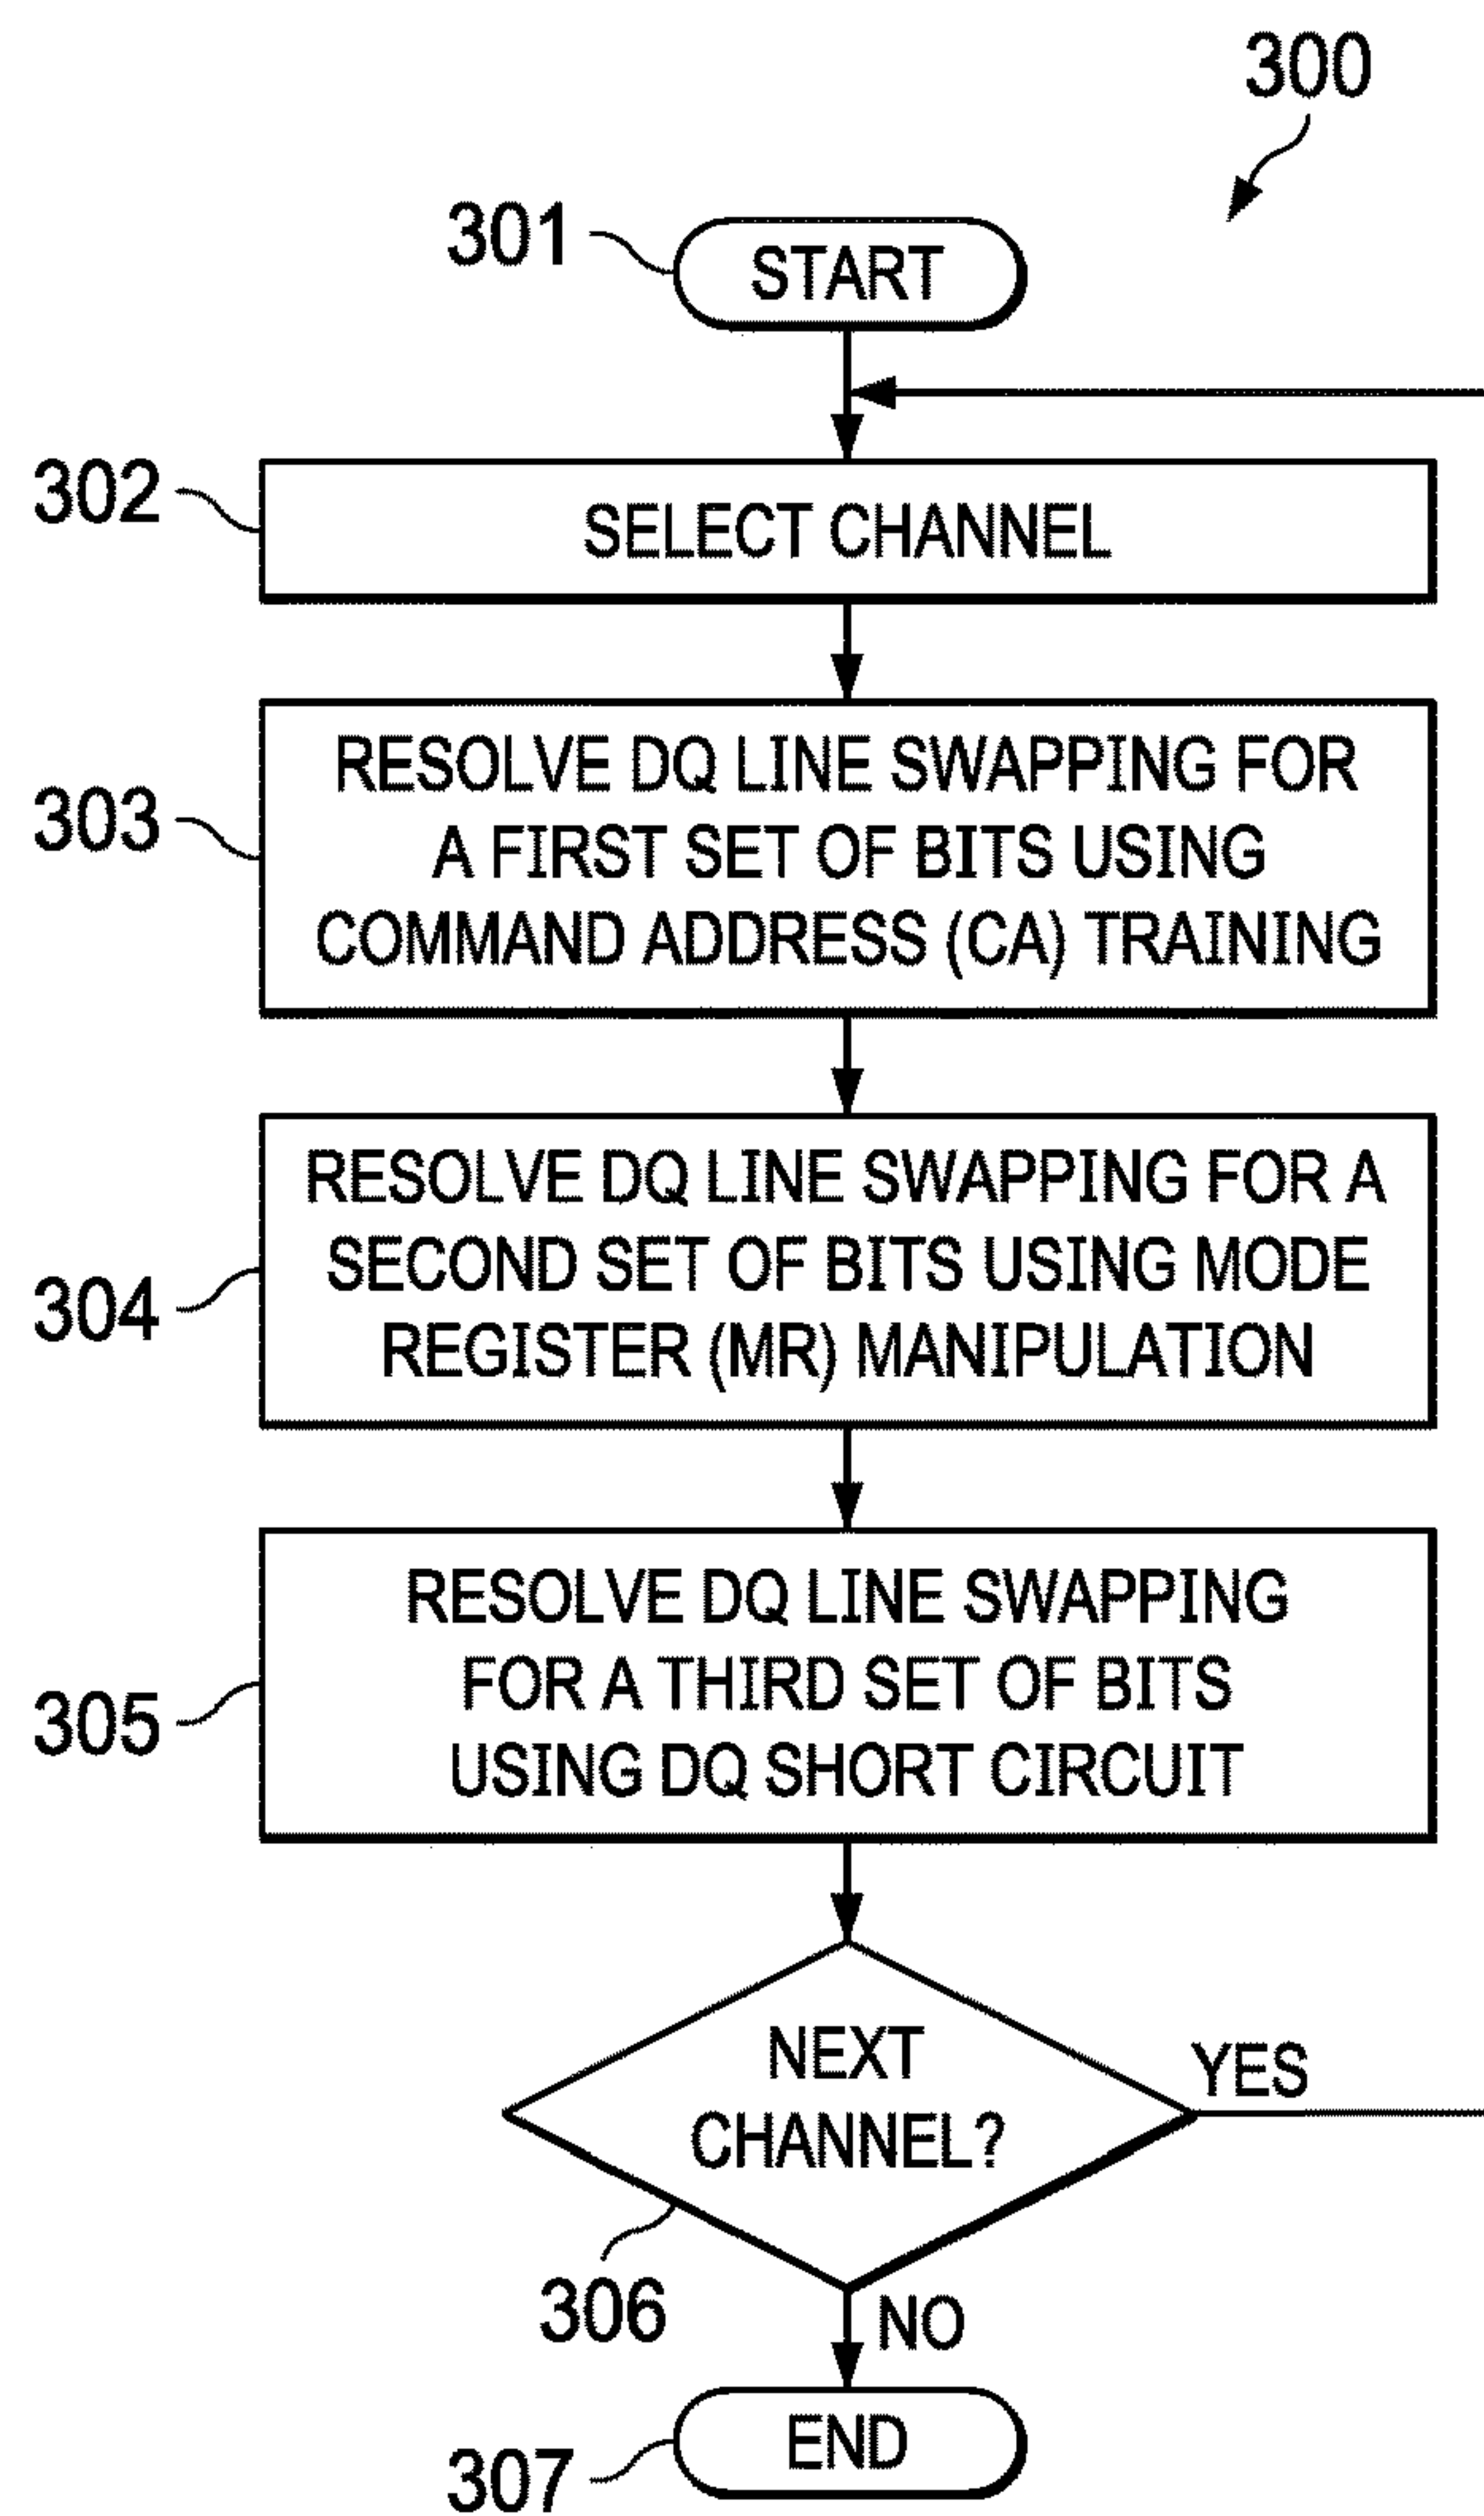 300
301
START
302
SELECT CHANNEL
303
RESOLVE DQ LINE SWAPPING FOR
A FIRST SET OF BITS USING
COMMAND ADDRESS (CA) TRAINING
304
RESOLVE DQ LINE SWAPPING FOR A
SECOND SET OF BITS USING MODE
REGISTER (MR) MANIPULATION
305
RESOLVE DQ LINE SWAPPING
FOR A THIRD SET OF BITS
USING DQ SHORT CIRCUIT
NEXT
CHANNEL?
YES
306
NO
END
307